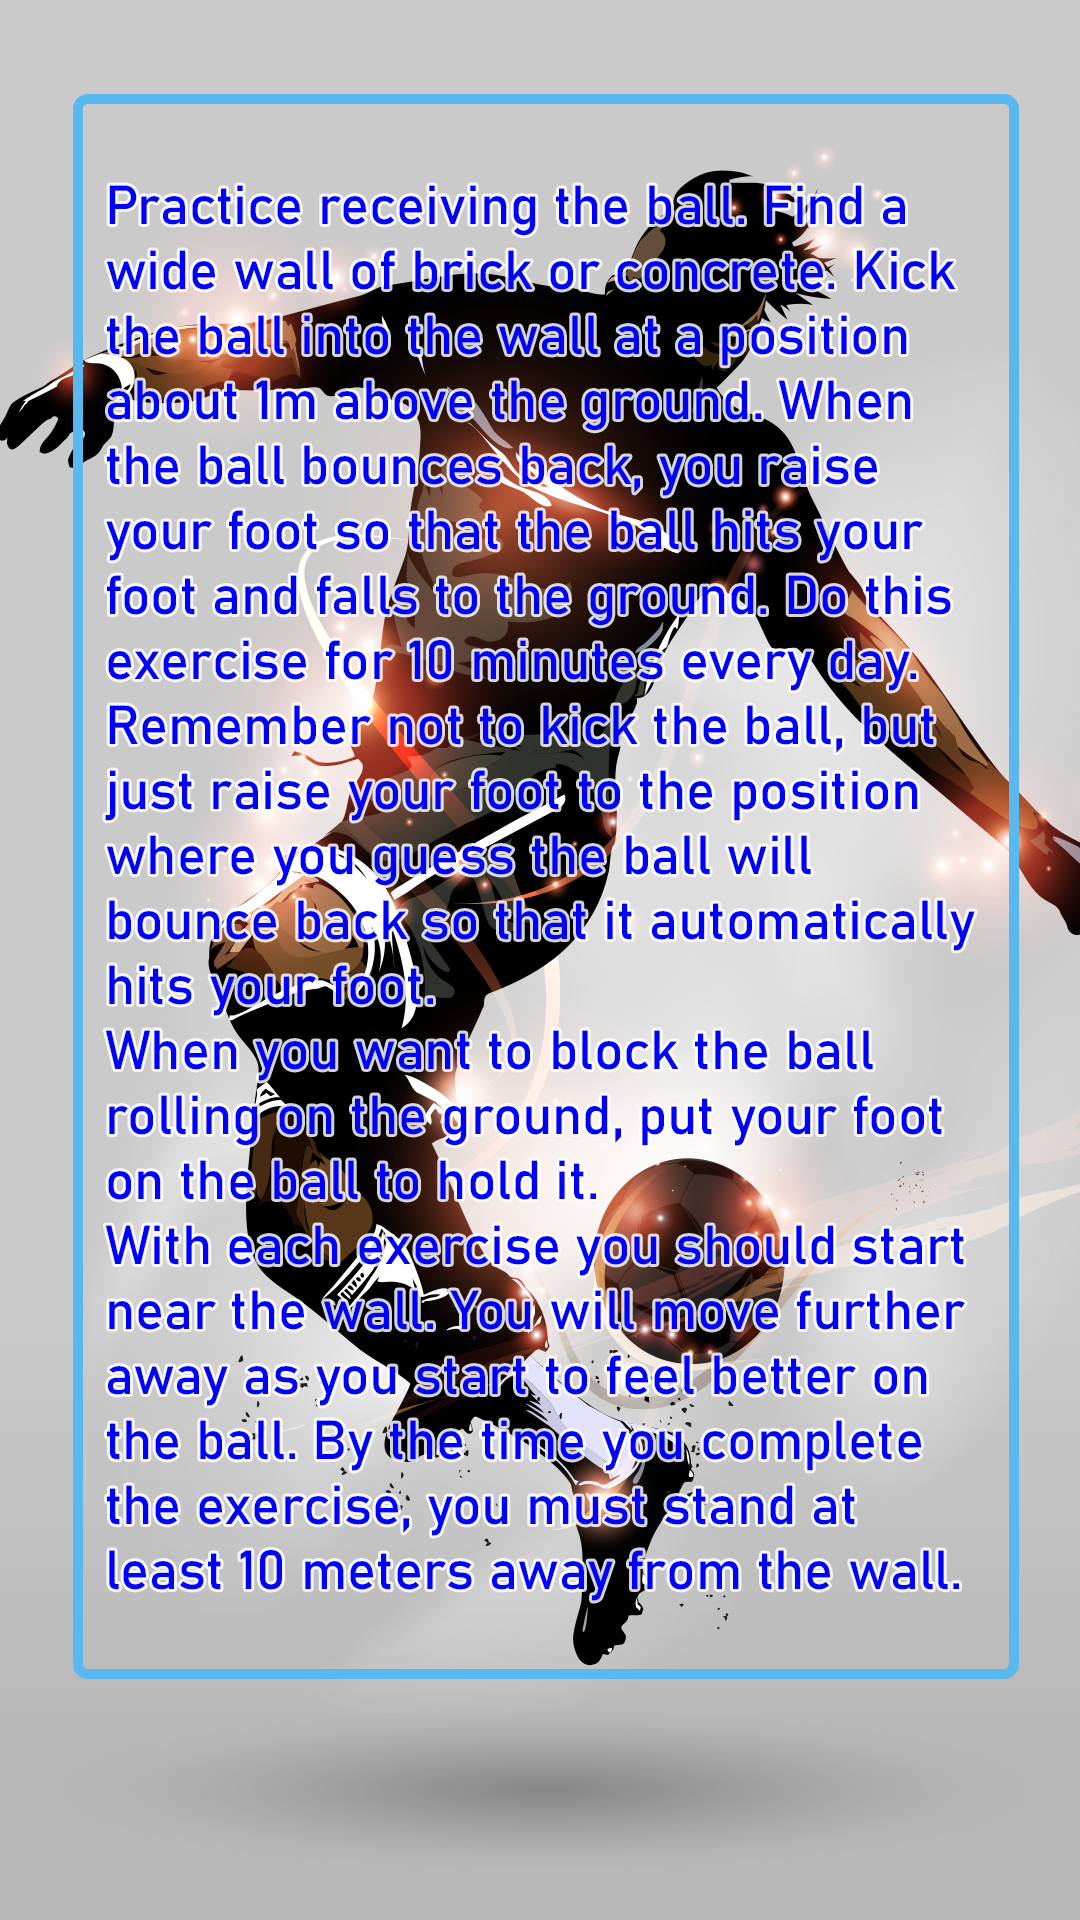 Practice receiving the ball. Find a
wide wall of brick or concrete. Kick
the ball into the wall at a position
about 1m above the ground. When
the ball bounces back, you raise
your foot so that the ball hits your
foot and falls to the ground. Do this
exercise for 10 minutes every day.
Remember not to kick the ball, but
just raise your foot to the position
where you guess the ball will
bounce back so that it automatically
hits your foot.
When you want to block the ball
rolling on the ground, put your foot
on the ball to hold it.
With each exercise you should start
near the wall. You will move further
away as you start to feel better on
the ball. By the time you complete
the exercise, you must stand at
least 10 meters away from the wall.